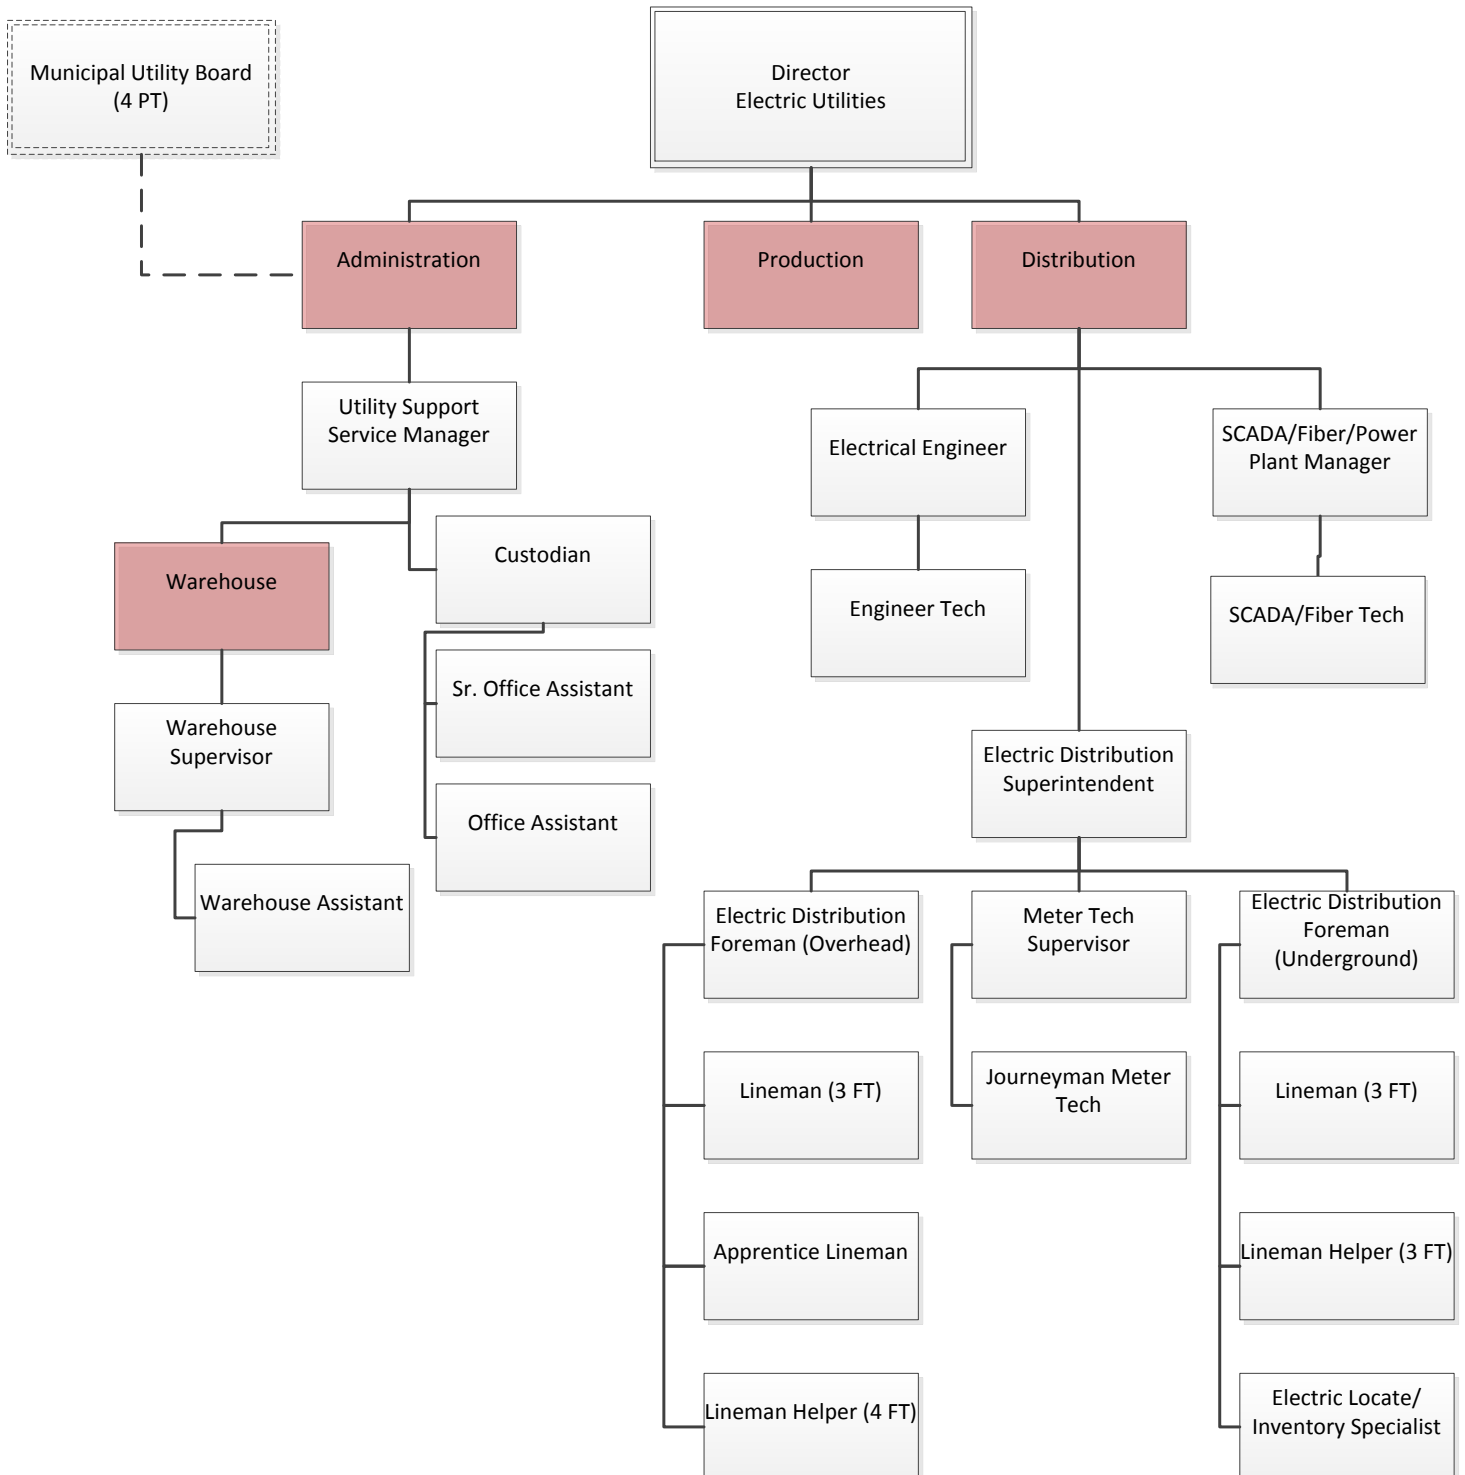 Municipal Utility Board
(4 PT)
Director
Electric Utilities
Administration
Production
Distribution
Utility Support
Service Manager
Electrical Engineer
SCADA/Fiber/Power
Plant Manager
Warehouse
Custodian
Engineer Tech
SCADA/Fiber Tech
Sr. Office Assistant
Warehouse
Supervisor
Electric Distribution
Superintendent
Office Assistant
Warehouse Assistant
Electric Distribution
Foreman (Overhead)
Meter Tech
Supervisor
Electric Distribution
Foreman
(Underground)
Lineman (3 FT)
Journeyman Meter
Tech
Lineman (3 FT)
Apprentice Lineman
Lineman Helper (3 FT)
Lineman Helper (4 FT)
Electric Locate/
Inventory Specialist